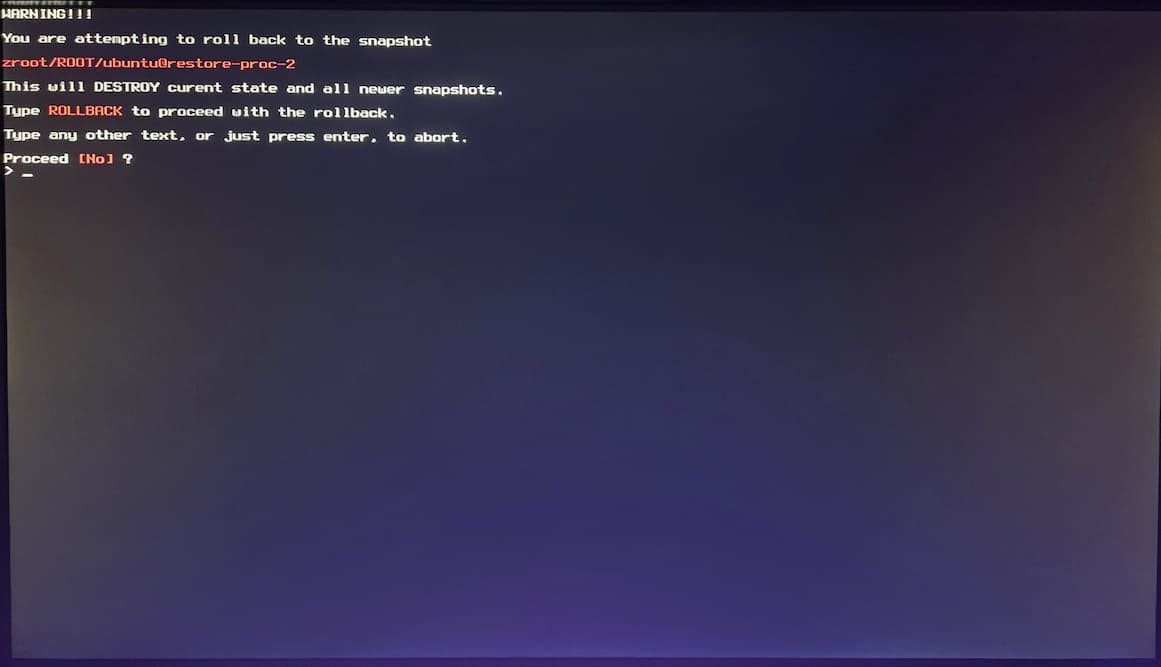 WARNING!!!
You are attempting to roll back to the snapshot
zroot/ROOT/ubuntu@restore-proc-2
This will DESTROY curent state and all newer snapshots.
Type ROLLBACK to proceed with the rollback.
Type any other text, or just press enter, to abort.
Proceed [No] ?
> _